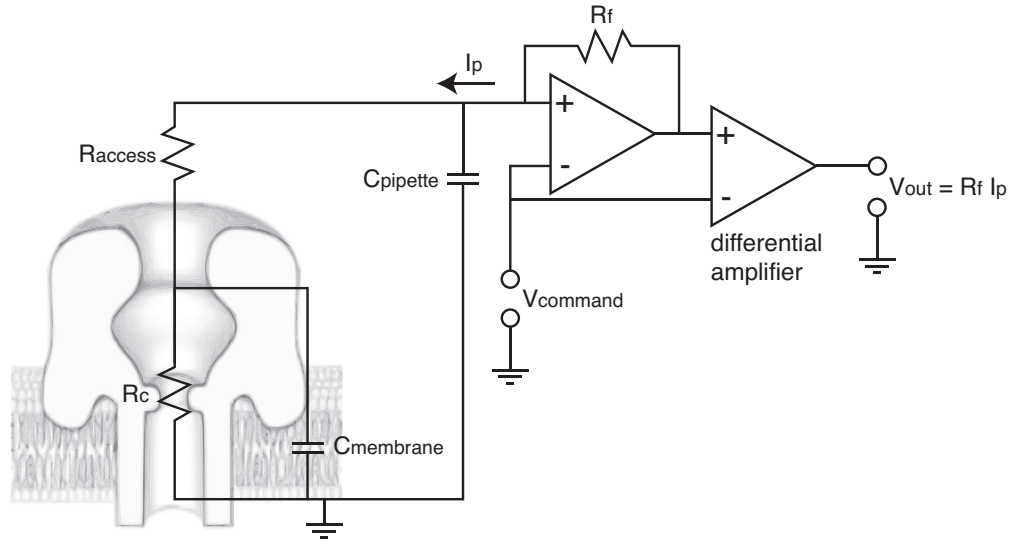 Rf
Ip
+
-
Raccess
Cpipette
+
-
Vout = Rf Ip
differential
amplifier
Vcommand
Rc
Cmembrane